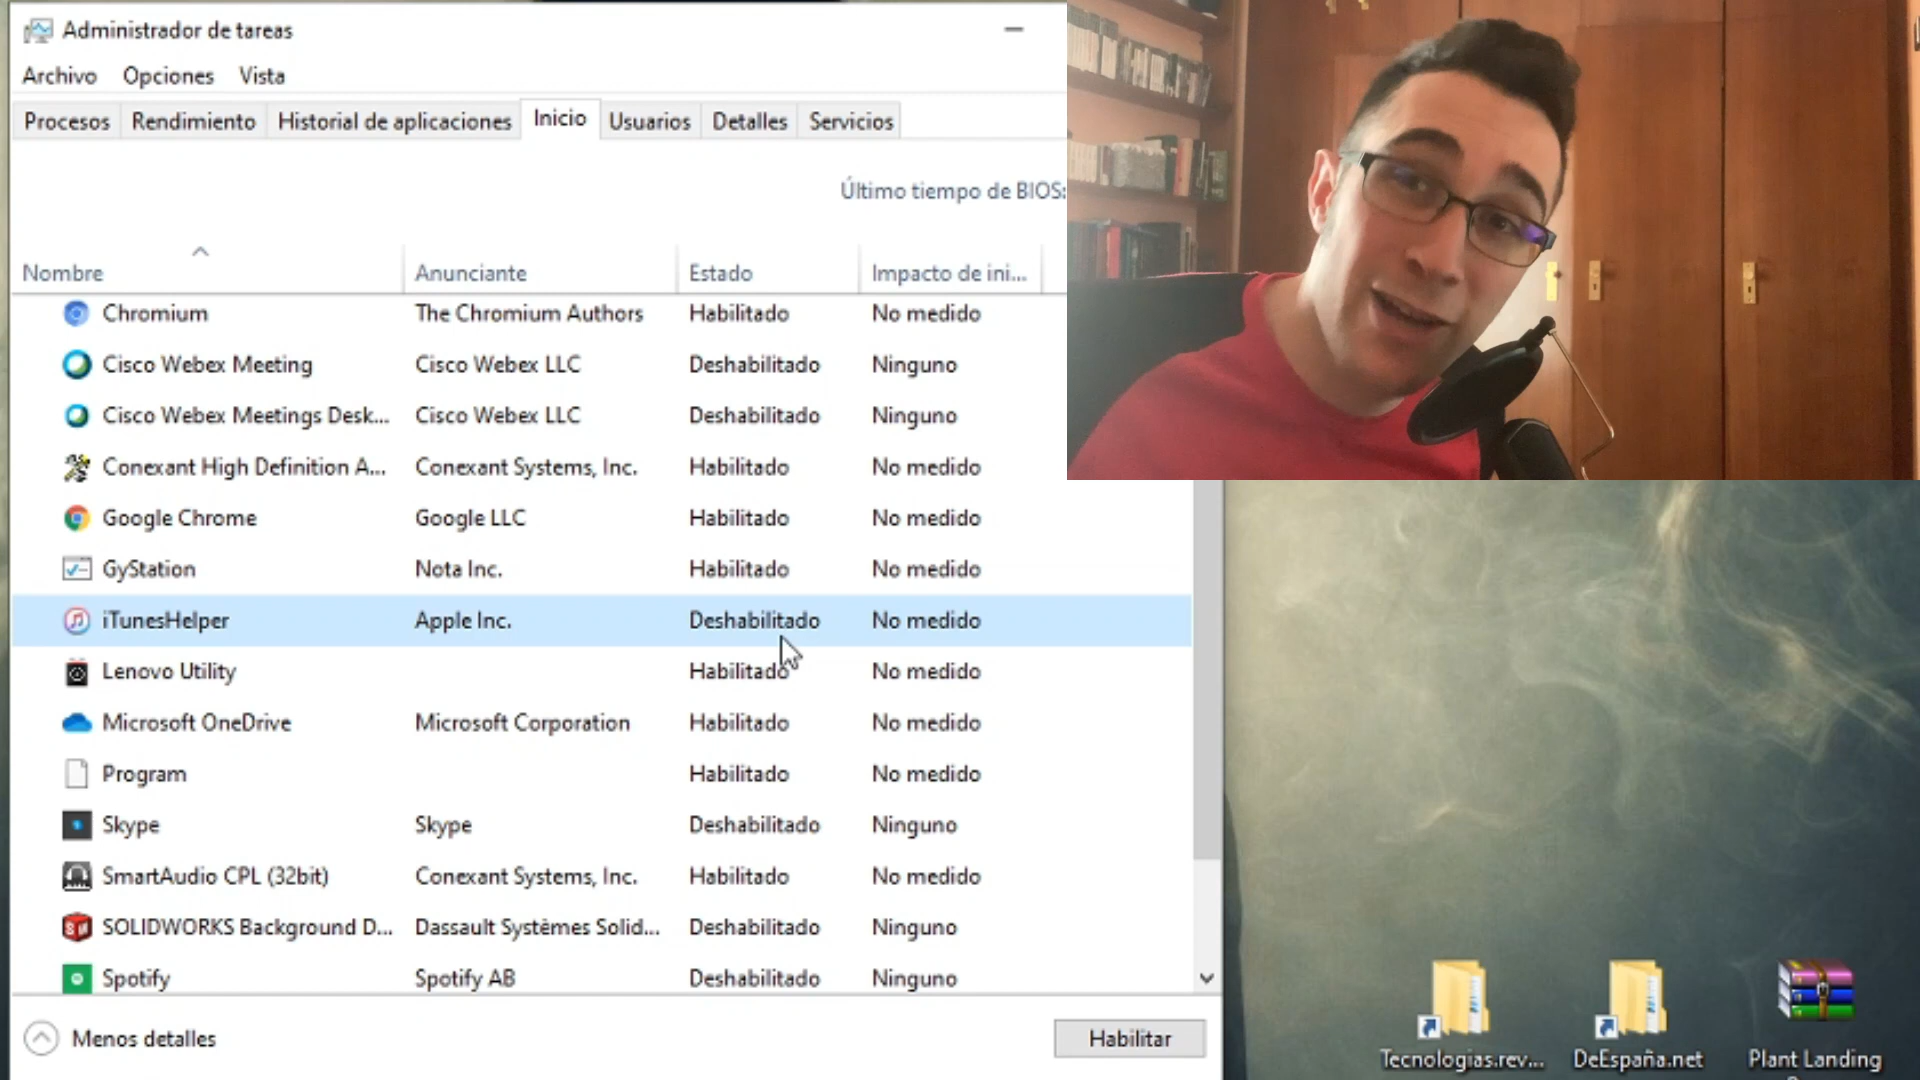 Administrador de tareas
Archivo Opciones Vista
Procesos Rendimiento Historial de aplicaciones Inicio Usuarios Detalles Servicios
Último tiempo de BIOS:
Nombre Anunciante Estado Impacto de ini...
Chromium The Chromium Authors Habilitado No medido
Cisco Webex Meeting Cisco Webex LLC Deshabilitado Ninguno
Cisco Webex Meetings Desk... Cisco Webex LLC Deshabilitado Ninguno
Conexant High Definition A... Conexant Systems, Inc. Habilitado No medido
Google Chrome Google LLC Habilitado No medido
GyStation Nota Inc. Habilitado No medido
iTunesHelper Apple Inc. Deshabilitado No medido
Lenovo Utility Habilitado No medido
Microsoft OneDrive Microsoft Corporation Habilitado No medido
Program Habilitado No medido
Skype Skype Deshabilitado Ninguno
SmartAudio CPL (32bit) Conexant Systems, Inc. Habilitado No medido
SOLIDWORKS Background D... Dassault Systèmes Solid... Deshabilitado Ninguno
Spotify Spotify AB Deshabilitado Ninguno
Menos detalles Habilitar
Tecnologias.rev... DeEspaña.net Plant Landing